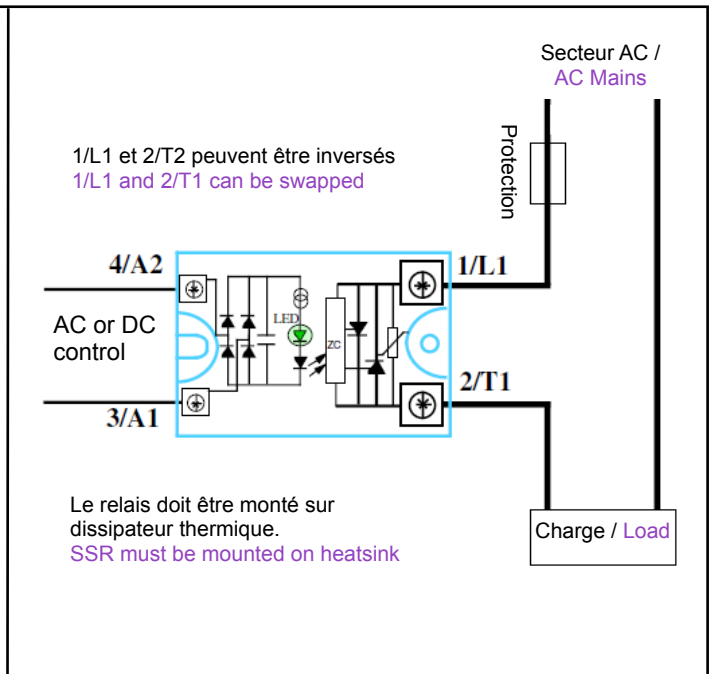 Secteur AC /
AC Mains
Protection
1/L1 et 2/T2 peuvent être inversés
1/L1 and 2/T1 can be swapped
4/A2
1/L1
LED
AC or DC
control
ZC
2/T1
3/A1
Le relais doit être monté sur
dissipateur thermique.
SSR must be mounted on heatsink
Charge / Load